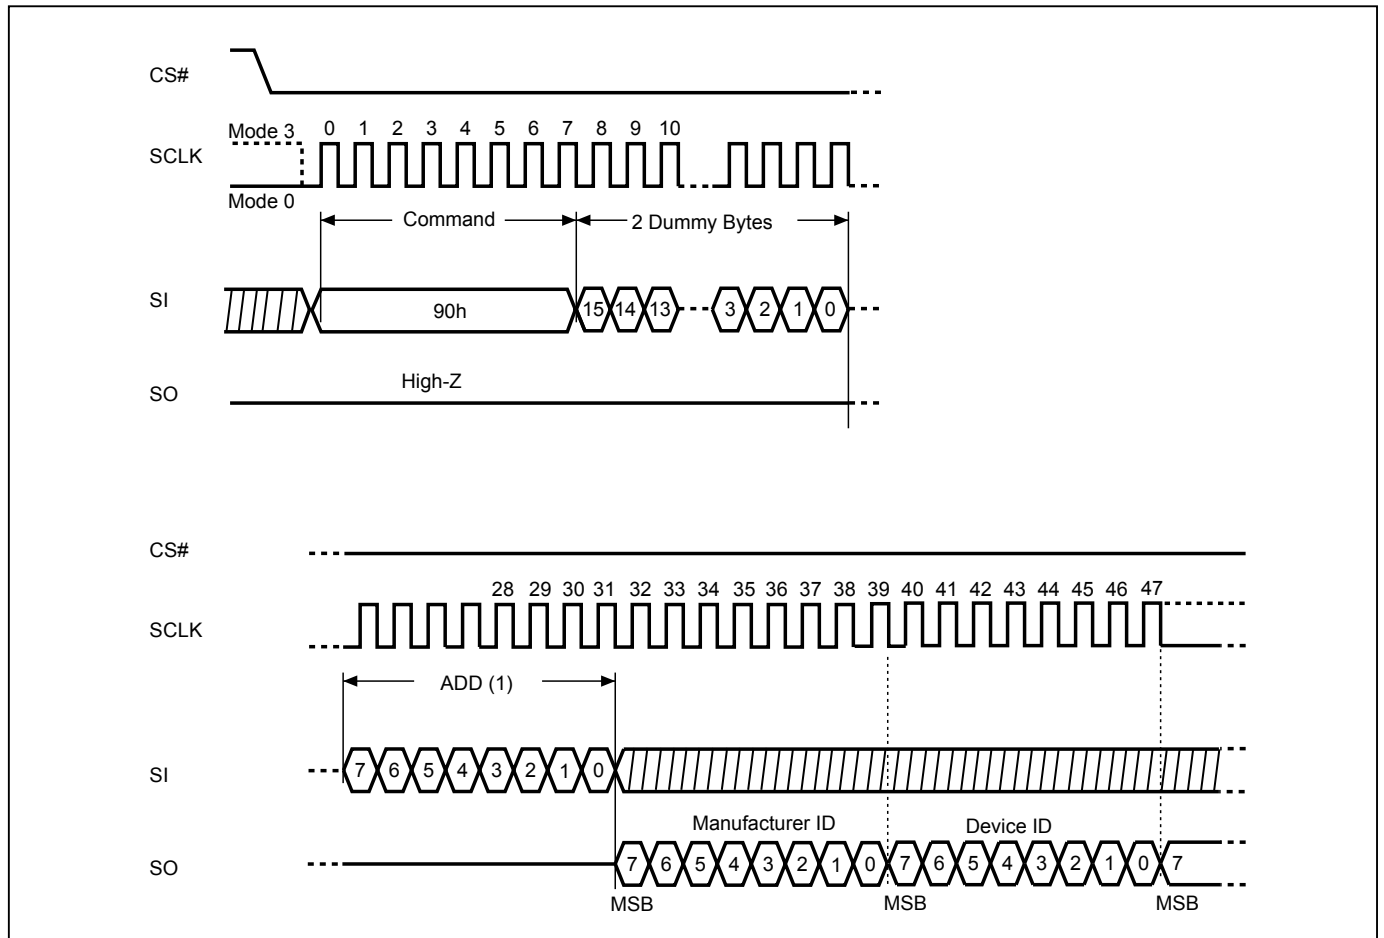 CS#
Mode 3 0 1 2 3 4 5 6 7 8 9 10
SCLK
Mode 0
Command 2 Dummy Bytes
SI 90h 15 14 13 3 2 1 0
High-Z
SO
CS#
28 29 30 31 32 33 34 35 36 37 38 39 40 41 42 43 44 45 46 47
SCLK
ADD (1)
SI 7 6 5 4 3 2 1 0
Manufacturer ID Device ID
SO 7 6 5 4 3 2 1 0 7 6 5 4 3 2 1 0 7
MSB MSB MSB